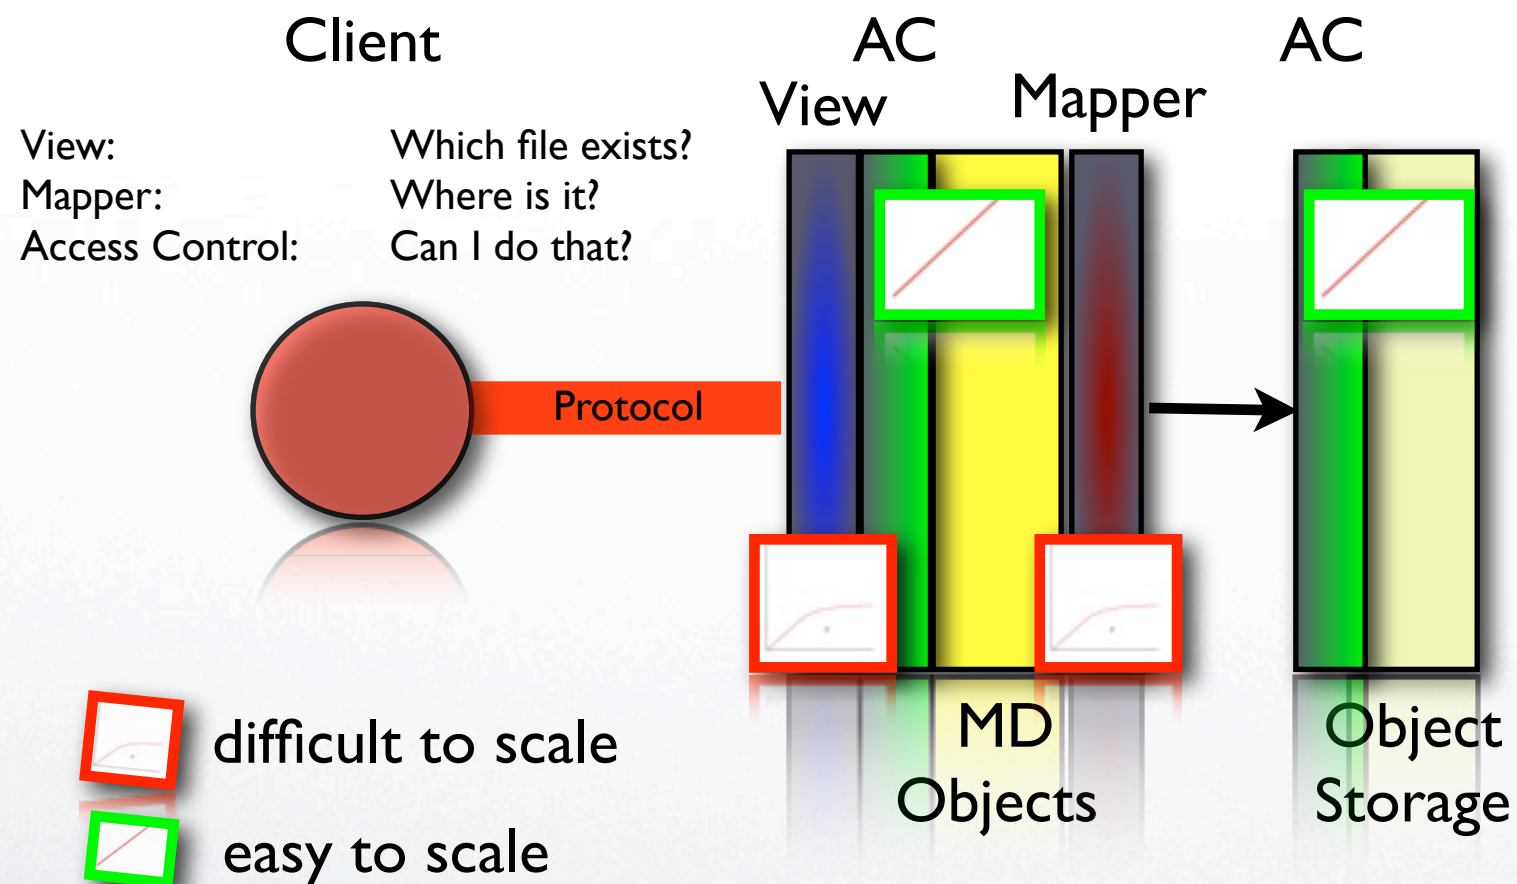 Client
AC
AC
View
Mapper
View: Which file exists?
Mapper: Where is it?
Access Control: Can I do that?
Protocol
MD
Objects
Object
Storage
difficult to scale
easy to scale